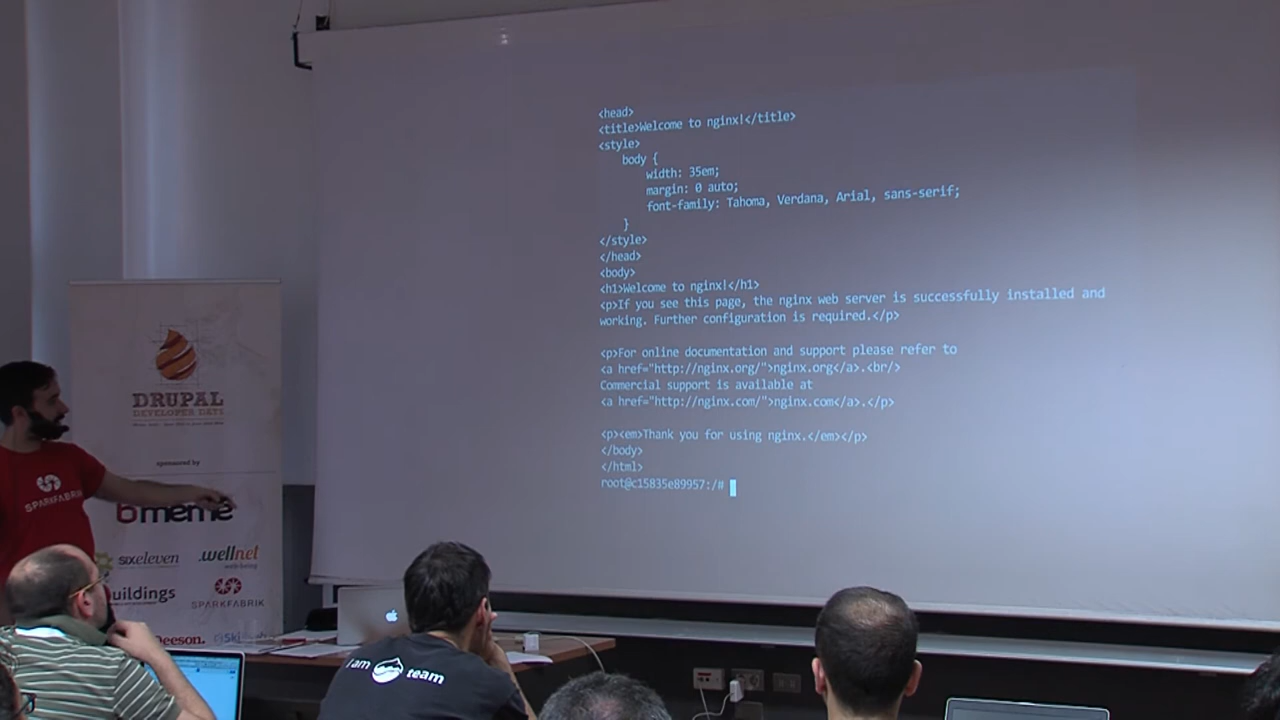 <head>
<title>Welcome to nginx!</title>
<style>
body {
width: 35em;
margin: 0 auto;
font-family: Tahoma, Verdana, Arial, sans-serif;
}
</style>
</head>
<body>
<h1>Welcome to nginx!</h1>
<p>If you see this page, the nginx web server is successfully installed and
working. Further configuration is required.</p>
<p>For online documentation and support please refer to
<a href="http://nginx.org/">nginx.org</a>.<br/>
Commercial support is available at
<a href="http://nginx.com/">nginx.com</a>.</p>
<p><em>Thank you for using nginx.</em></p>
</body>
</html>
root@c15835e89957:/#
DRUPAL
DEVELOPER DAYS
sponsored by
bmeme
sixeleven
.wellnet
uildings
SPARKFABRIK
Deeson.
SPARKFABRIK
I am team